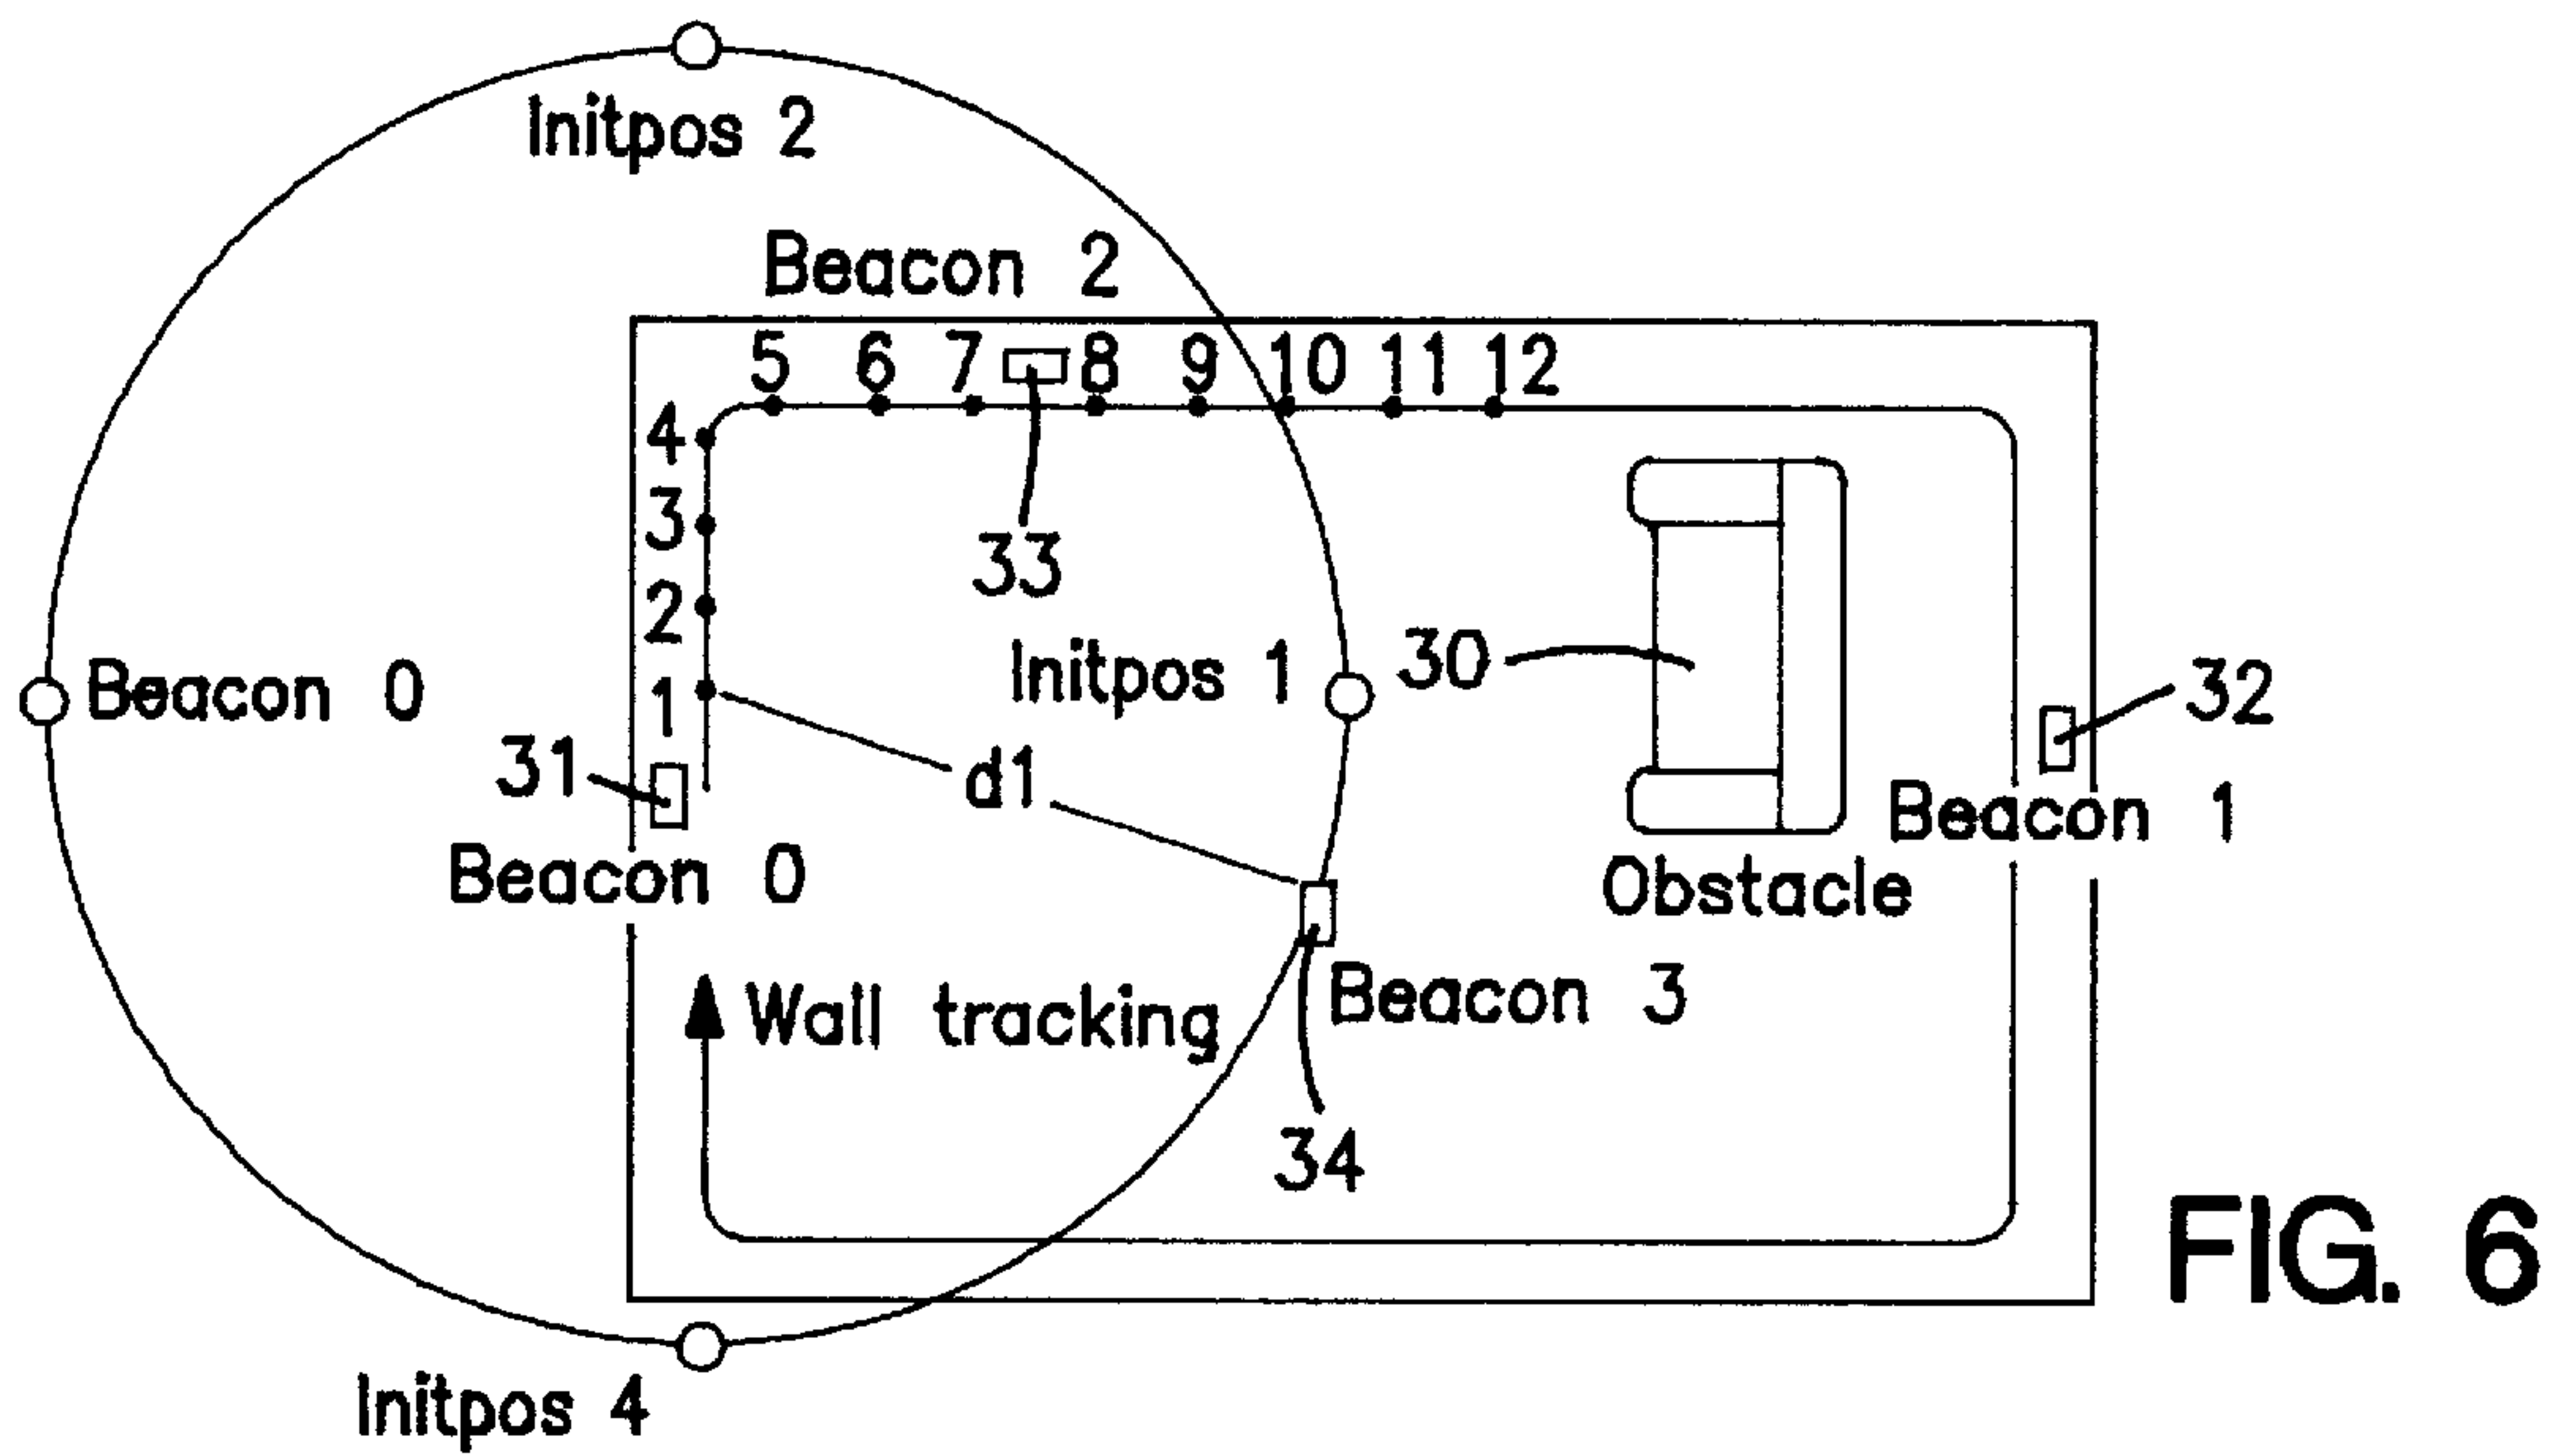 Initpos 2
Beacon 2
5 6 7 8 9 10 11 12
4
3
33
2
Initpos 1
30
32
Beacon 0
1
31
d1
Beacon 1
Beacon 0
Obstacle
Wall tracking
Beacon 3
34
FIG. 6
Initpos 4